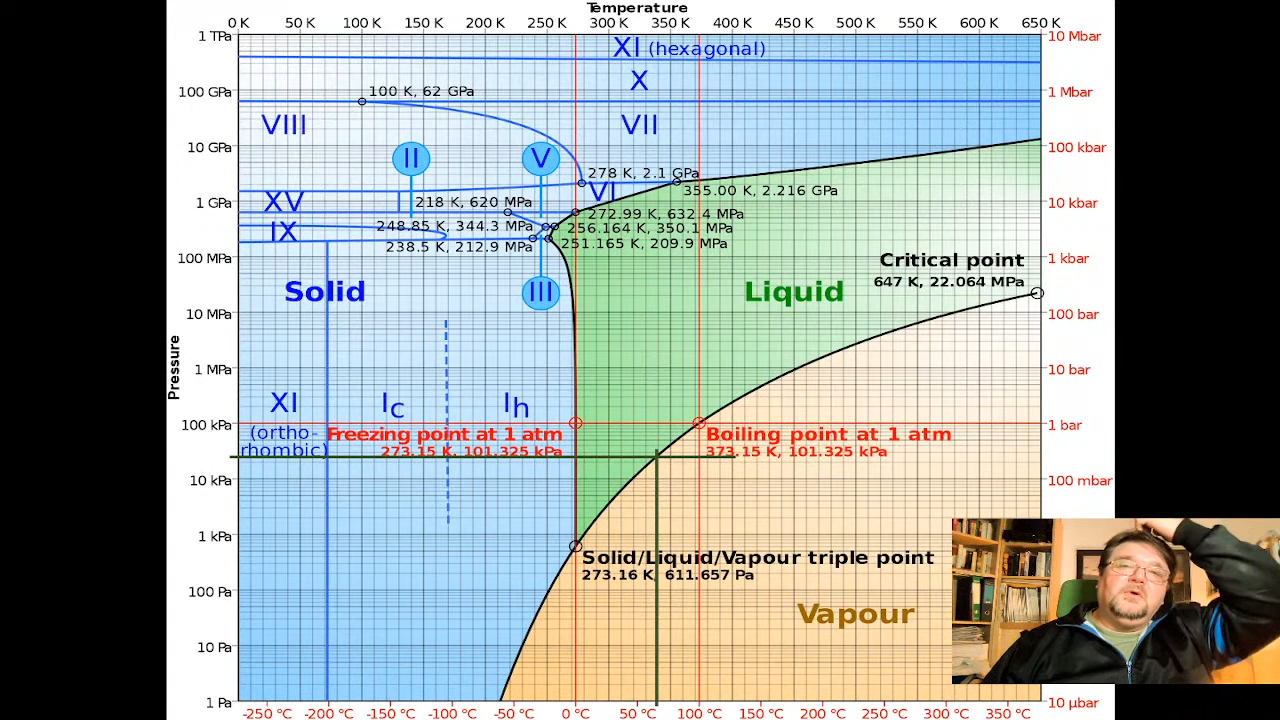 Temperature
0 K 50 K 100 K 150 K 200 K 250 K 300 K 350 K 400 K 450 K 500 K 550 K 600 K 650 K
1 TPa XI (hexagonal) 10 Mbar
X
100 GPa 100 K, 62 GPa 1 Mbar
VIII VII
10 GPa 100 kbar
II V
278 K, 2.1 GPa
VI 355.00 K, 2.216 GPa
1 GPa XV 218 K, 620 MPa 10 kbar
272.99 K, 632.4 MPa
IX 248.85 K, 344.3 MPa 256.164 K, 350.1 MPa
238.5 K, 212.9 MPa 251.165 K, 209.9 MPa
100 MPa Critical point 1 kbar
647 K, 22.064 MPa
Solid III Liquid
10 MPa 100 bar
Pressure
1 MPa 10 bar
XI Ic Ih
100 kPa 1 bar
(ortho- Freezing point at 1 atm Boiling point at 1 atm
rhombic) 273.15 K, 101.325 kPa 373.15 K, 101.325 kPa
10 kPa 100 mbar
1 kPa
Solid/Liquid/Vapour triple point
273.16 K, 611.657 Pa
100 Pa
Vapour
10 Pa
1 Pa 10 µbar
-250 °C -200 °C -150 °C -100 °C -50 °C 0 °C 50 °C 100 °C 150 °C 200 °C 250 °C 300 °C 350 °C